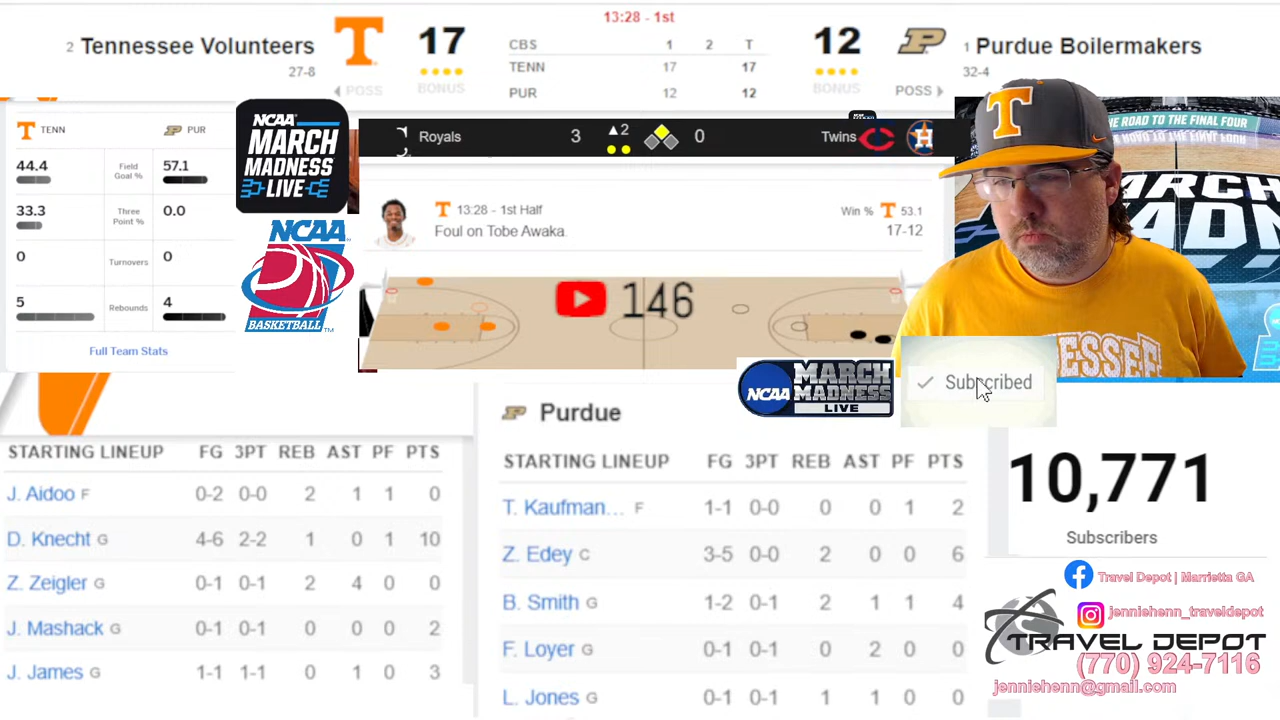 13:28 - 1st
2 Tennessee Volunteers
27-8
T
17
BONUS
POSS
CBS 1 2 T
TENN 17 17
PUR 12 12
12
BONUS
P
POSS
1 Purdue Boilermakers
32-4
T TENN P PUR
44.4 Field Goal % 57.1
33.3 Three Point % 0.0
0 Turnovers 0
5 Rebounds 4
Full Team Stats
NCAA
MARCH
MADNESS
LIVE
NCAA
BASKETBALL™
Royals 3 ▲2 0 Twins
T 13:28 - 1st Half
Foul on Tobe Awaka.
Win % T 53.1
17-12
146
T
THE ROAD TO THE FINAL FOUR
NCAA MARCH
MADNESS
LIVE
Subscribed
10,771
Subscribers
STARTING LINEUP FG 3PT REB AST PF PTS
J. Aidoo F 0-2 0-0 2 1 1 0
D. Knecht G 4-6 2-2 1 0 1 10
Z. Zeigler G 0-1 0-1 2 4 0 0
J. Mashack G 0-1 0-1 0 0 0 2
J. James G 1-1 1-1 0 1 0 3
P Purdue
STARTING LINEUP FG 3PT REB AST PF PTS
T. Kaufman... F 1-1 0-0 0 0 1 2
Z. Edey C 3-5 0-0 2 0 0 6
B. Smith G 1-2 0-1 2 1 1 4
F. Loyer G 0-1 0-1 0 2 0 0
L. Jones G 0-1 0-1 1 1 0 0
Travel Depot | Marrietta GA
jenniehenn_traveldepot
TRAVEL DEPOT
(770) 924-7116
jenniehenn@gmail.com